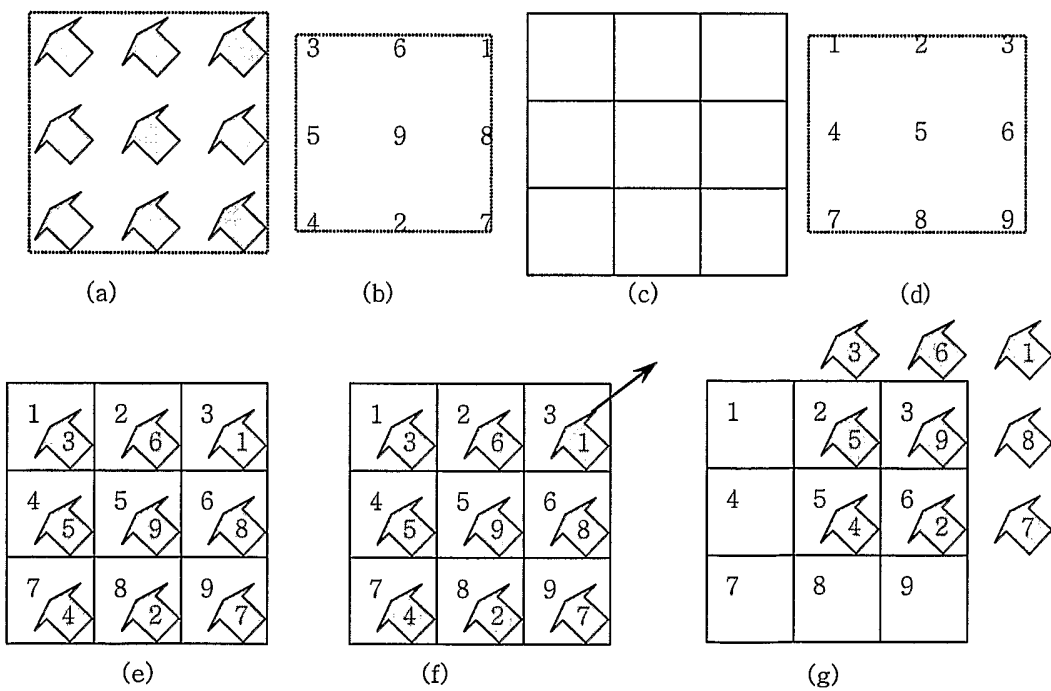 3 6 1
5 9 8
4 2 7
1 2 3
4 5 6
7 8 9
(a) (b) (c) (d)
1 3 2 6 3 1
4 5 5 9 6 8
7 4 8 2 9 7
(e)
1 3 2 6 3 1
4 5 5 9 6 8
7 4 8 2 9 7
(f)
3 6 1
1 2 5 3 9 8
4 5 4 6 2 7
7 8 9
(g)